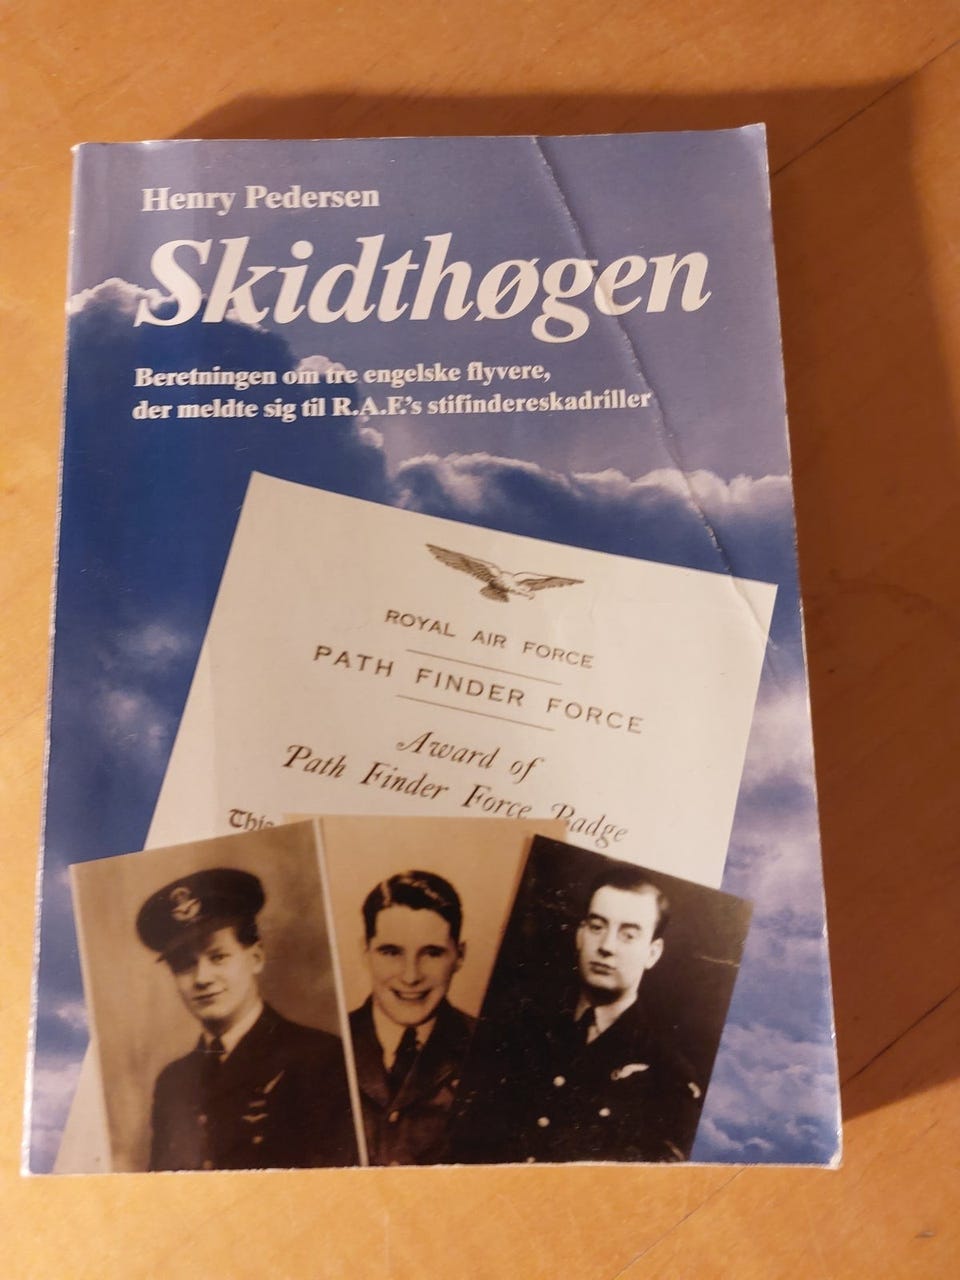 Henry Pedersen
Skidthøgen
Beretningen om tre engelske flyvere,
der meldte sig til R.A.F.'s stifindereskadriller
ROYAL AIR FORCE
PATH FINDER FORCE
Award of
Path Finder Force Badge
This